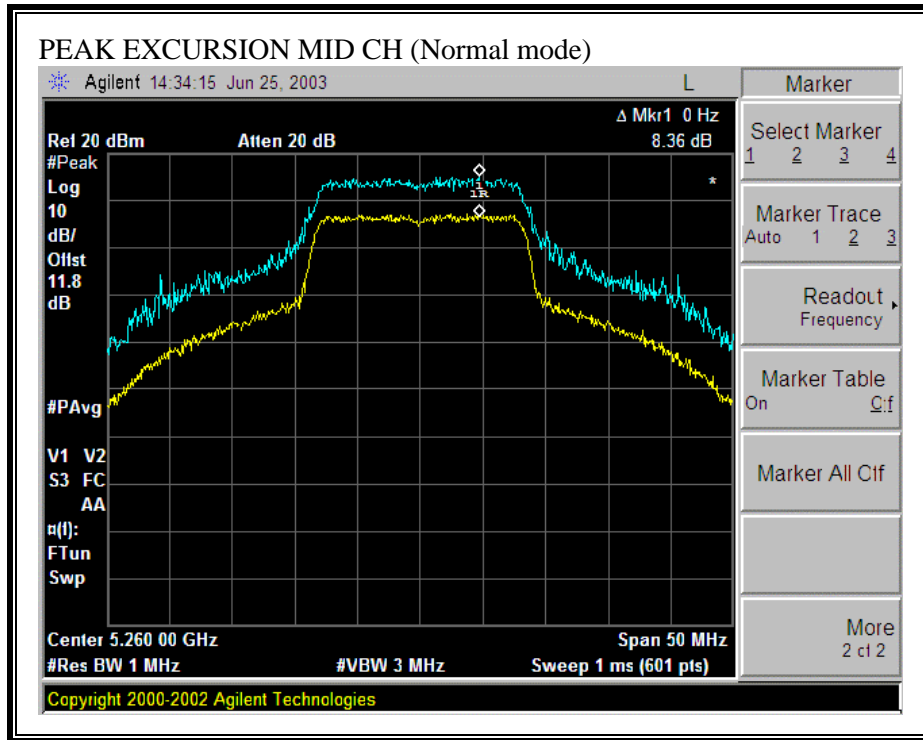 PEAK EXCURSION MID CH (Normal mode)
Agilent 14:34:15 Jun 25, 2003 L
Marker
Δ Mkr1 0 Hz
Ref 20 dBm Atten 20 dB 8.36 dB
#Peak
Log
10
dB/
Offst
11.8
dB
1
1R
*
#PAvg
V1 V2
S3 FC
AA
¤(f):
FTun
Swp
Center 5.260 00 GHz Span 50 MHz
#Res BW 1 MHz #VBW 3 MHz Sweep 1 ms (601 pts)
Copyright 2000-2002 Agilent Technologies
Select Marker
1 2 3 4
Marker Trace
Auto 1 2 3
Readout
Frequency
Marker Table
On Off
Marker All Off
More
2 of 2